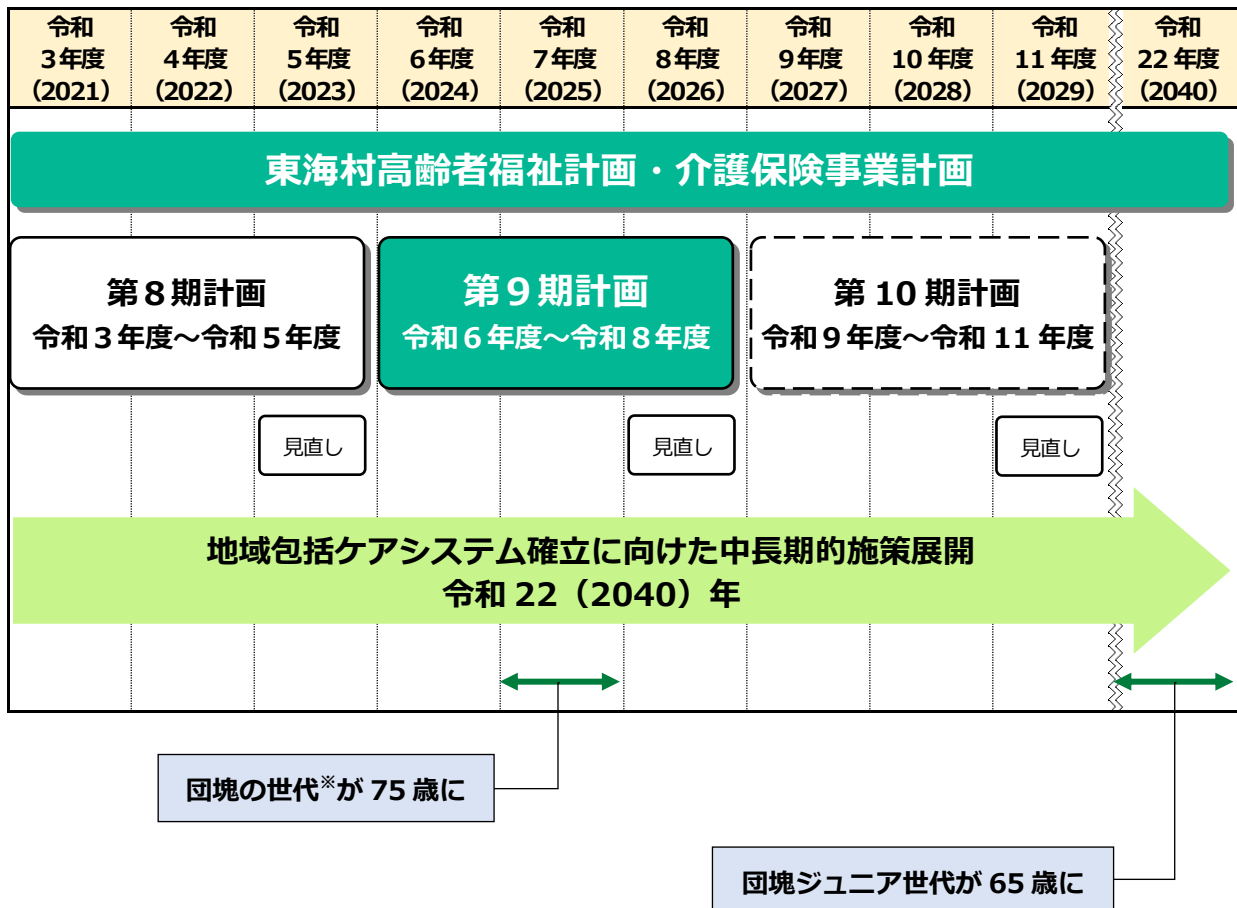 令和
3年度
(2021)
令和
4年度
(2022)
令和
5年度
(2023)
令和
6年度
(2024)
令和
7年度
(2025)
令和
8年度
(2026)
令和
9年度
(2027)
令和
10年度
(2028)
令和
11年度
(2029)
令和
22年度
(2040)
東海村高齢者福祉計画・介護保険事業計画
第8期計画
令和3年度～令和5年度
第9期計画
令和6年度～令和8年度
第10期計画
令和9年度～令和11年度
見直し
見直し
見直し
地域包括ケアシステム確立に向けた中長期的施策展開
令和22（2040）年
団塊の世代※が75歳に
団塊ジュニア世代が65歳に